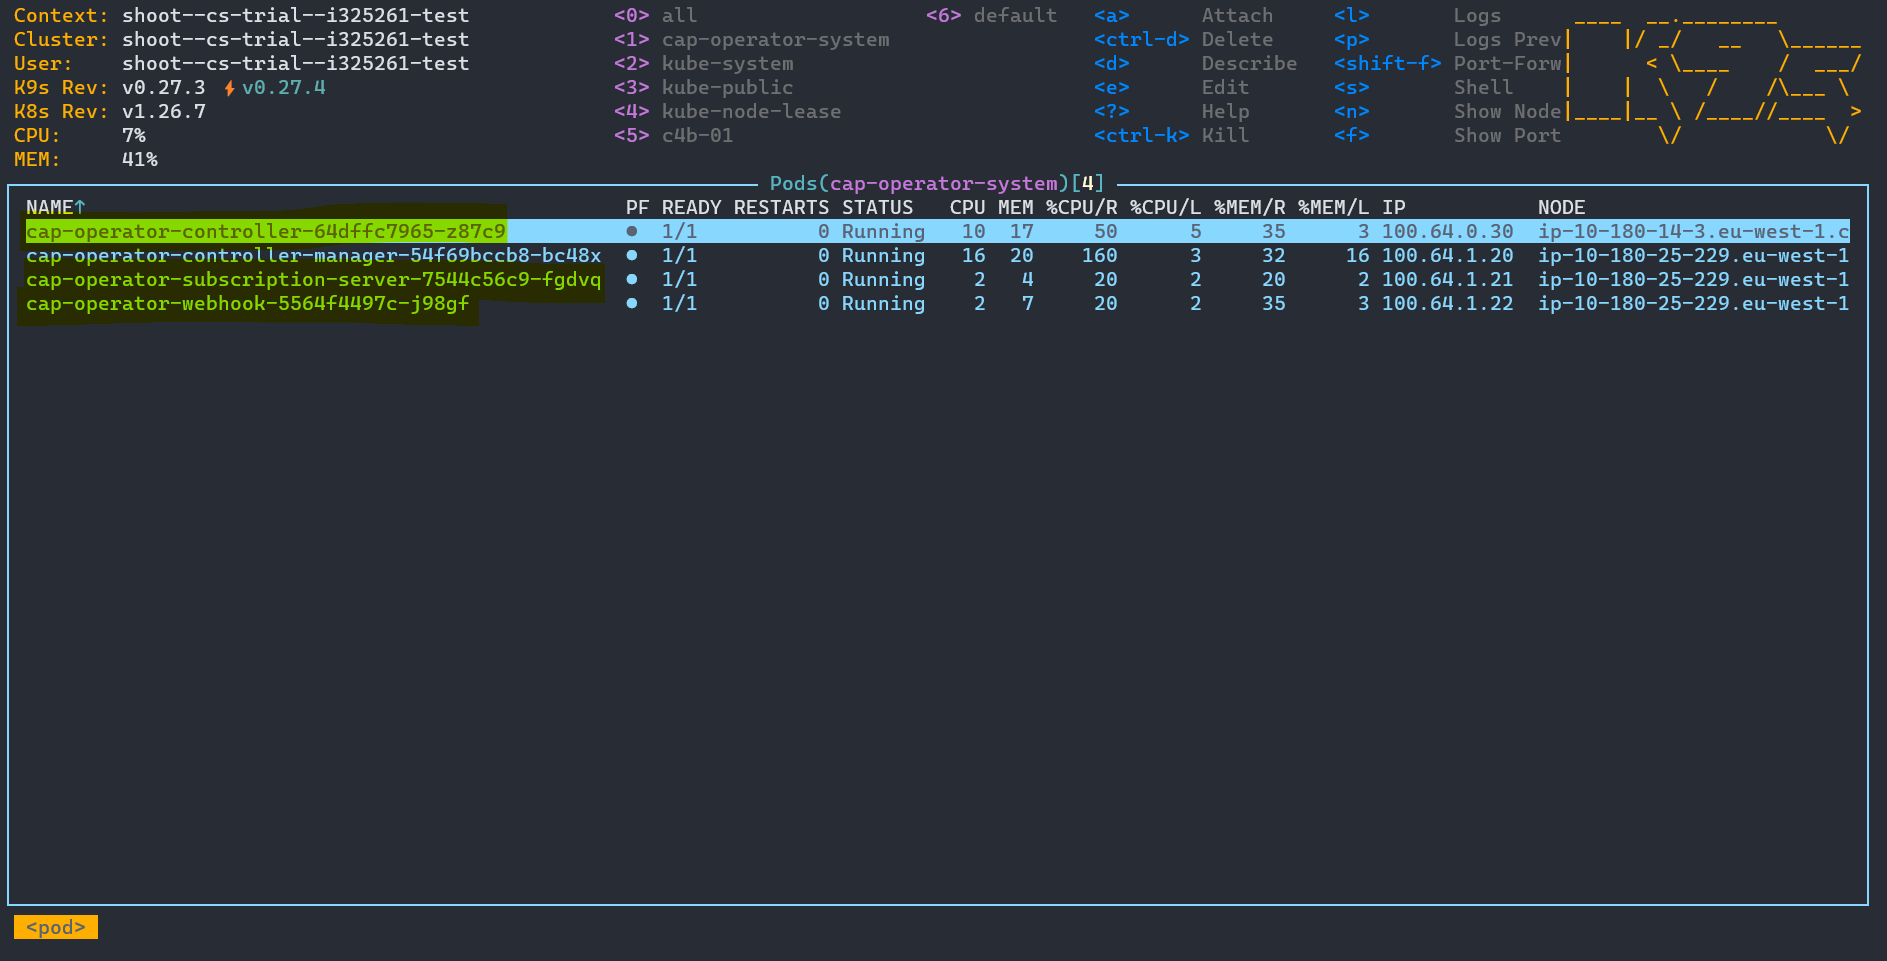 Context: shoot--cs-trial--i325261-test <0> all <6> default <a> Attach <l> Logs
Cluster: shoot--cs-trial--i325261-test <1> cap-operator-system <ctrl-d> Delete <p> Logs Prev
User: shoot--cs-trial--i325261-test <2> kube-system <d> Describe <shift-f> Port-Forw
K9s Rev: v0.27.3 ⚡v0.27.4 <3> kube-public <e> Edit <s> Shell
K8s Rev: v1.26.7 <4> kube-node-lease <?> Help <n> Show Node
CPU: 7% <5> c4b-01 <ctrl-k> Kill <f> Show Port
MEM: 41%
Pods(cap-operator-system)[4]
NAME↑ PF READY RESTARTS STATUS CPU MEM %CPU/R %CPU/L %MEM/R %MEM/L IP NODE
cap-operator-controller-64dffc7965-z87c9 ● 1/1 0 Running 10 17 50 5 35 3 100.64.0.30 ip-10-180-14-3.eu-west-1.c
cap-operator-controller-manager-54f69bccb8-bc48x ● 1/1 0 Running 16 20 160 3 32 16 100.64.1.20 ip-10-180-25-229.eu-west-1
cap-operator-subscription-server-7544c56c9-fgdvq ● 1/1 0 Running 2 4 20 2 20 2 100.64.1.21 ip-10-180-25-229.eu-west-1
cap-operator-webhook-5564f4497c-j98gf ● 1/1 0 Running 2 7 20 2 35 3 100.64.1.22 ip-10-180-25-229.eu-west-1
<pod>